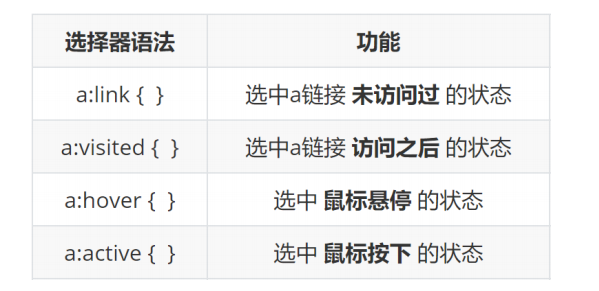 选择器语法 功能
a:link { } 选中a链接 未访问过 的状态
a:visited { } 选中a链接 访问之后 的状态
a:hover { } 选中 鼠标悬停 的状态
a:active { } 选中 鼠标按下 的状态